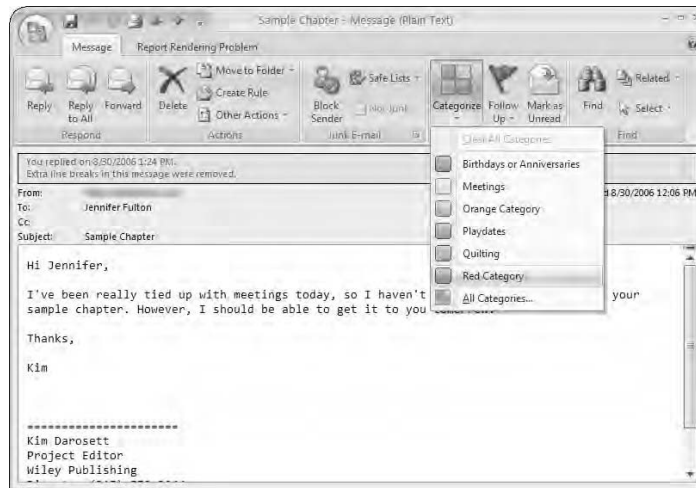 Sample Chapter - Message (Plain Text)
Message Report Rendering Problem
Reply
Reply to All
Forward
Respond
Delete
Move to Folder
Create Rule
Other Actions
Actions
Block Sender
Safe Lists
Not Junk
Junk E-mail
Categorize
Follow Up
Mark as Unread
Find
Related
Select
Find
Clear All Categories
Birthdays or Anniversaries
Meetings
Orange Category
Playdates
Quilting
Red Category
All Categories...
You replied on 8/30/2006 1:24 PM.
Extra line breaks in this message were removed.
From:
8/30/2006 12:06 PM
To: Jennifer Fulton
Cc:
Subject: Sample Chapter
Hi Jennifer,
I've been really tied up with meetings today, so I haven't your
sample chapter. However, I should be able to get it to you
Thanks,
Kim
=======================
Kim Darosett
Project Editor
Wiley Publishing